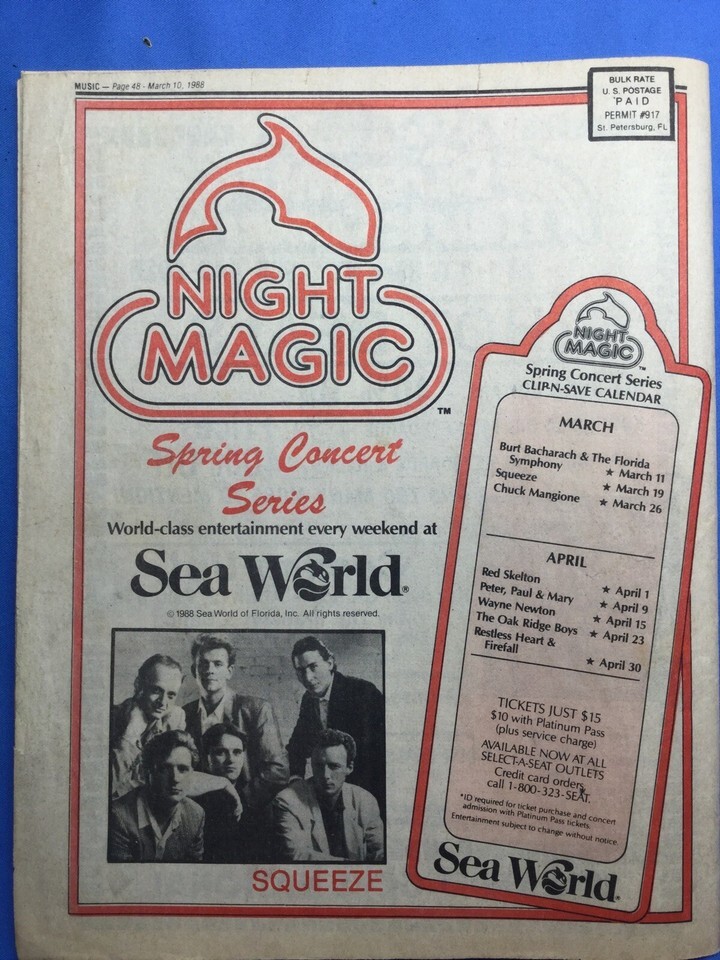 MUSIC — Page 48 - March 10, 1988
BULK RATE
U. S. POSTAGE
PAID
PERMIT #917
St. Petersburg, FL
NIGHT
MAGIC
TM
Spring Concert
Series
World-class entertainment every weekend at
Sea World®
© 1988 Sea World of Florida, Inc. All rights reserved.
SQUEEZE
NIGHT
MAGIC
TM
Spring Concert Series
CLIP-N-SAVE CALENDAR
MARCH
Burt Bacharach & The Florida
Symphony ★ March 11
Squeeze ★ March 19
Chuck Mangione ★ March 26
APRIL
Red Skelton ★ April 1
Peter, Paul & Mary ★ April 9
Wayne Newton ★ April 15
The Oak Ridge Boys ★ April 23
Restless Heart &
Firefall ★ April 30
TICKETS JUST $15
$10 with Platinum Pass
(plus service charge)
AVAILABLE NOW AT ALL
SELECT-A-SEAT OUTLETS
Credit card orders,
call 1-800-323-SEAT.
*ID required for ticket purchase and concert
admission with Platinum Pass tickets.
Entertainment subject to change without notice.
Sea World®